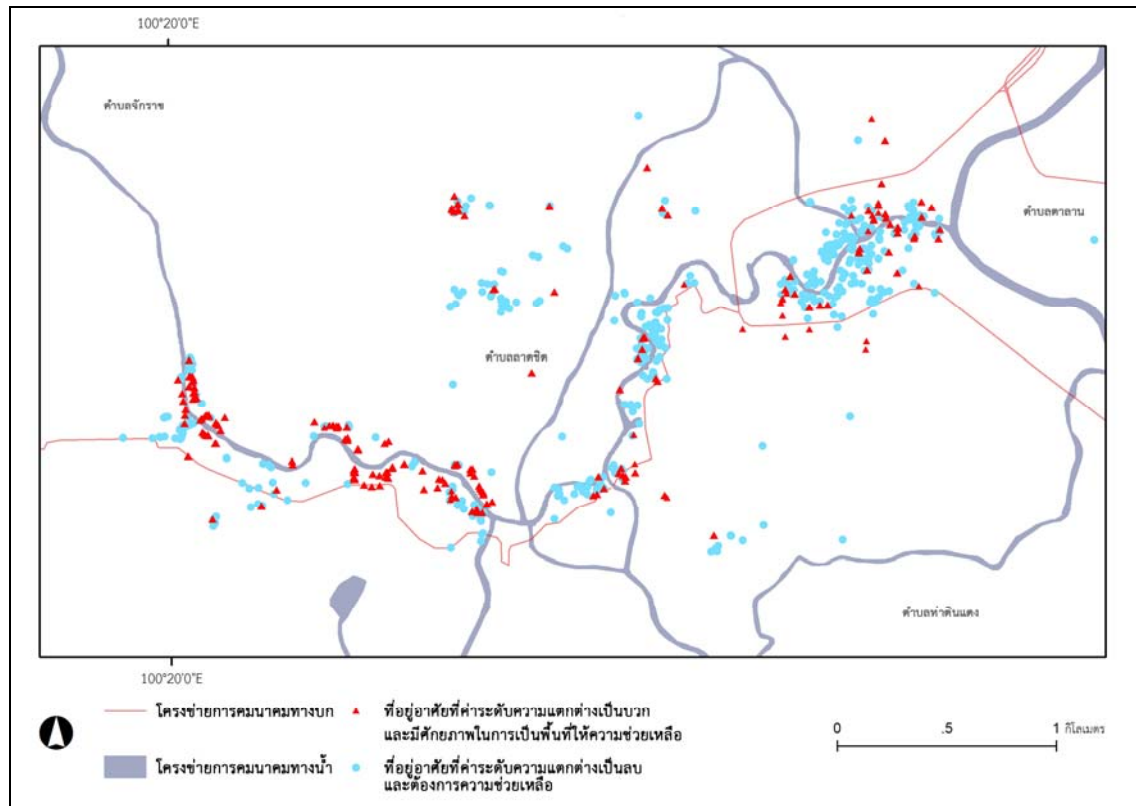 100°20'0"E
ตำบลจักราช
ตำบลตาลาน
ตำบลลาดชิด
ตำบลท่าดินแดง
100°20'0"E
โครงข่ายการคมนาคมทางบก
ที่อยู่อาศัยที่ค่าระดับความแตกต่างเป็นบวก
และมีศักยภาพในการเป็นพื้นที่ให้ความช่วยเหลือ
โครงข่ายการคมนาคมทางน้ำ
ที่อยู่อาศัยที่ค่าระดับความแตกต่างเป็นลบ
และต้องการความช่วยเหลือ
0 .5 1 กิโลเมตร